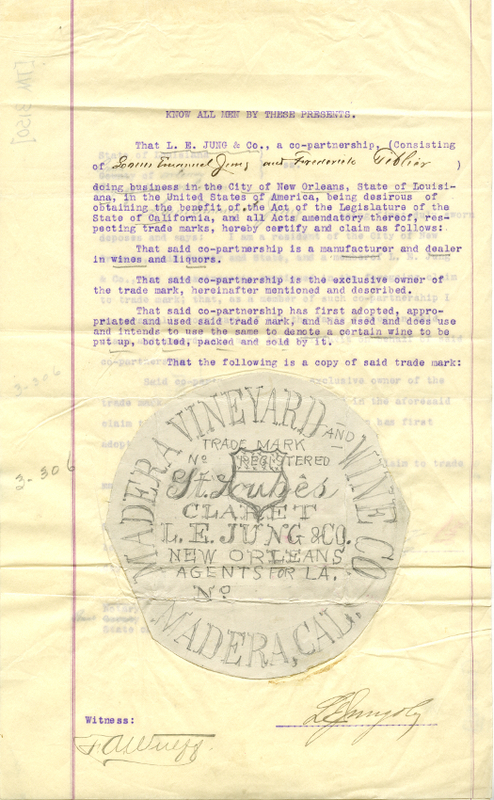 [TM 3120]
KNOW ALL MEN BY THESE PRESENTS.
That L. E. JUNG & Co., a co-partnership, (Consisting
of Louis Emanuel Jung and Frederick Tiblier )
doing business in the City of New Orleans, State of Louisi-
ana, in the United States of America, being desirous of
obtaining the benefit of the Act of the Legislature of the
State of California, and all Acts amendatory thereof, res-
pecting trade marks, hereby certify and claim as follows:
That said co-partnership is a manufacturer and dealer
in wines and liquors.
That said co-partnership is the exclusive owner of
the trade mark, hereinafter mentioned and described.
That said co-partnership has first adopted, appro-
priated and used said trade mark, and has used and does use
and intends to use the same to denote a certain wine to be
put up, bottled, packed and sold by it.
That the following is a copy of said trade mark:
3-306
3-306
MADERA VINEYARD AND WINE CO
TRADE MARK
No REGISTERED
St. Loubès
CLARET
L. E. JUNG & CO.
NEW ORLEANS
AGENTS FOR LA.
No
MADERA, CAL.
Witness: